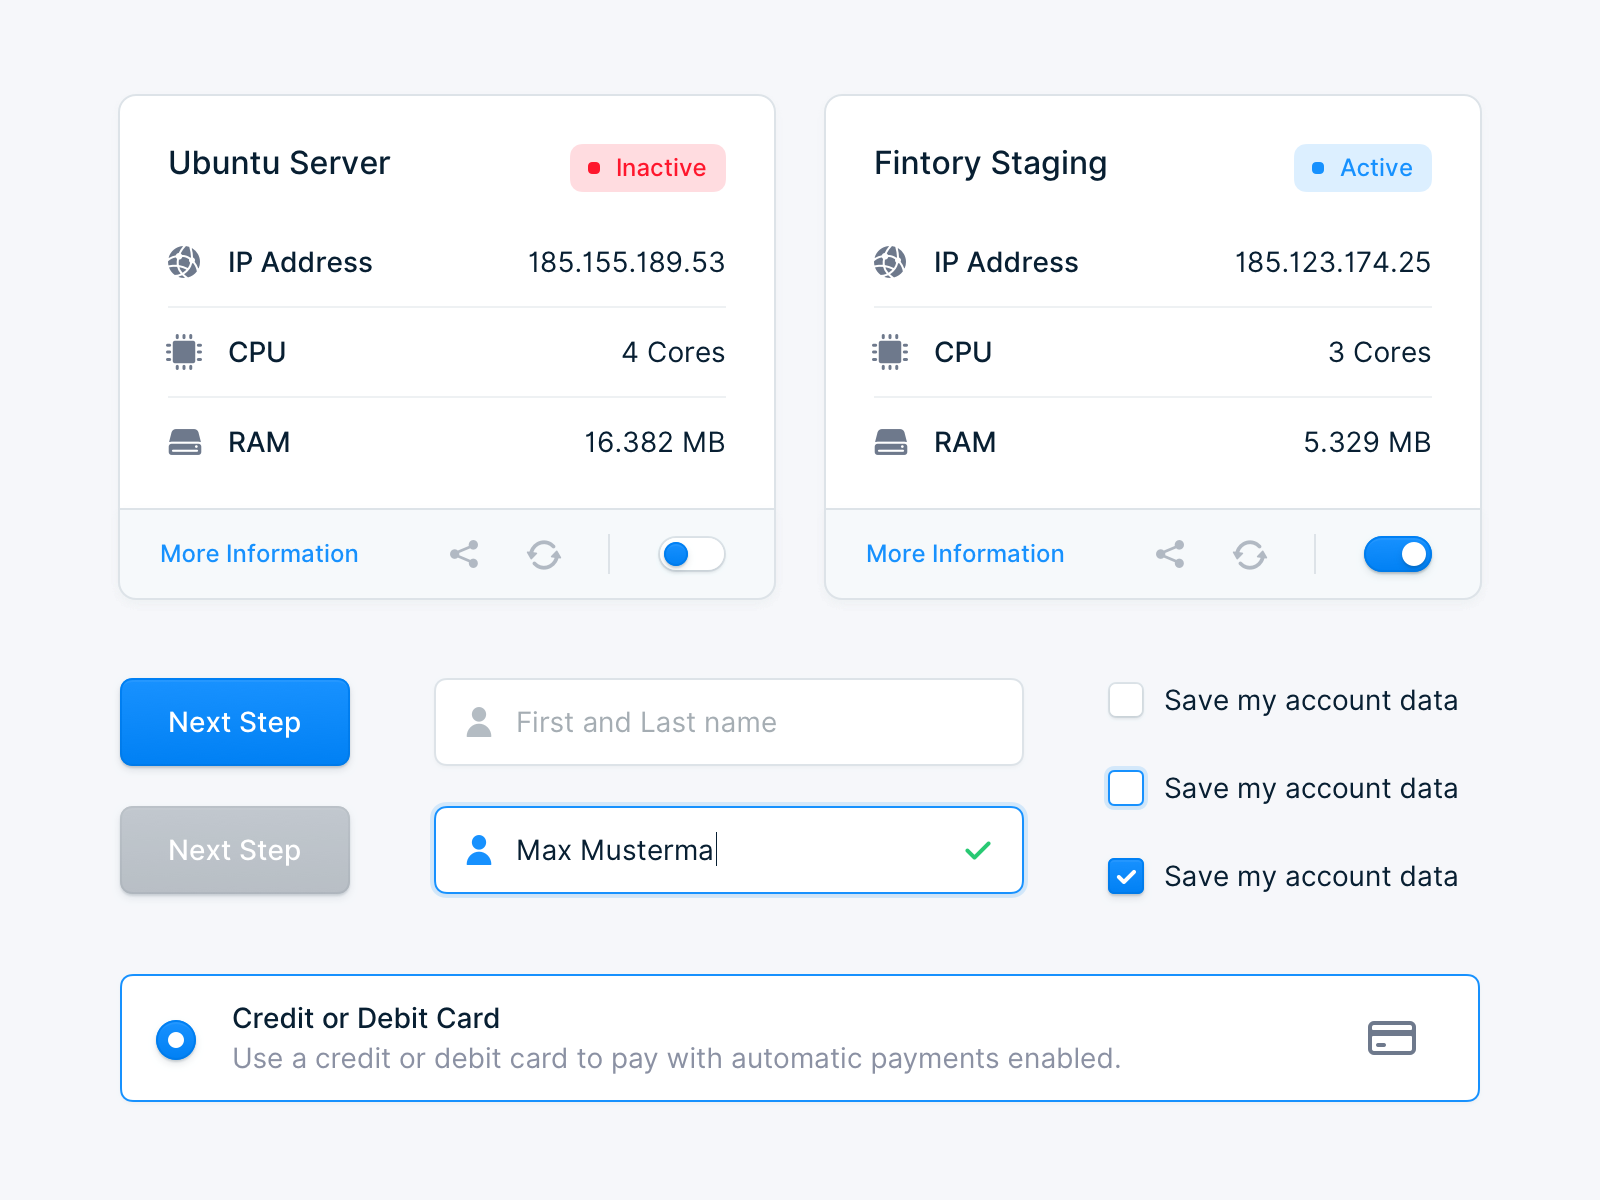 Ubuntu Server
Inactive
IP Address
185.155.189.53
CPU
4 Cores
RAM
16.382 MB
More Information
Fintory Staging
Active
IP Address
185.123.174.25
CPU
3 Cores
RAM
5.329 MB
More Information
Next Step
Next Step
First and Last name
Max Musterma
Save my account data
Save my account data
Save my account data
Credit or Debit Card
Use a credit or debit card to pay with automatic payments enabled.